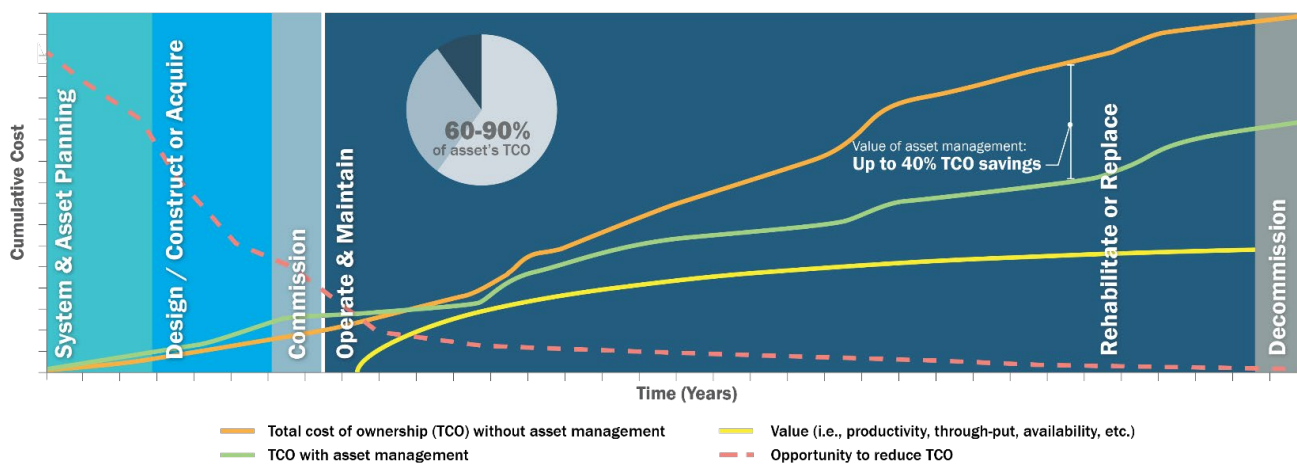 Cumulative Cost
System & Asset Planning
Design / Construct or Acquire
Commission
Operate & Maintain
60-90%
of asset's TCO
Value of asset management:
Up to 40% TCO savings
Rehabilitate or Replace
Decommission
Time (Years)
Total cost of ownership (TCO) without asset management
TCO with asset management
Value (i.e., productivity, through-put, availability, etc.)
Opportunity to reduce TCO